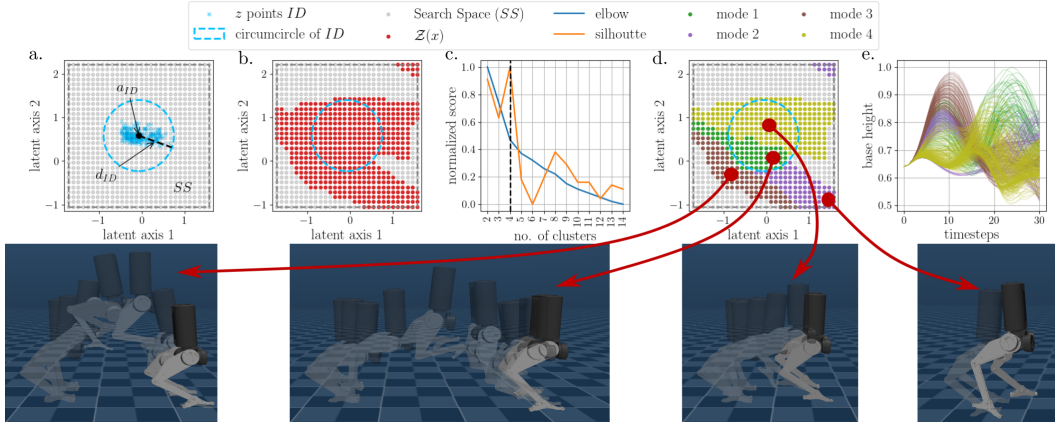 z points ID
circumcircle of ID
Search Space (SS)
Z(x)
elbow
silhoutte
mode 1
mode 2
mode 3
mode 4
a.
latent axis 2
2
1
0
−1
a_ID
d_ID
SS
−1 0 1
latent axis 1
b.
latent axis 2
2
1
0
−1
−1 0 1
latent axis 1
c.
normalized score
1.0
0.8
0.6
0.4
0.2
0.0
2 3 4 5 6 7 8 9 10 11 12 13 14
no. of clusters
d.
latent axis 2
2
1
0
−1
−1 0 1
latent axis 1
e.
base height
1.0
0.9
0.8
0.7
0.6
0.5
0 10 20 30
timesteps